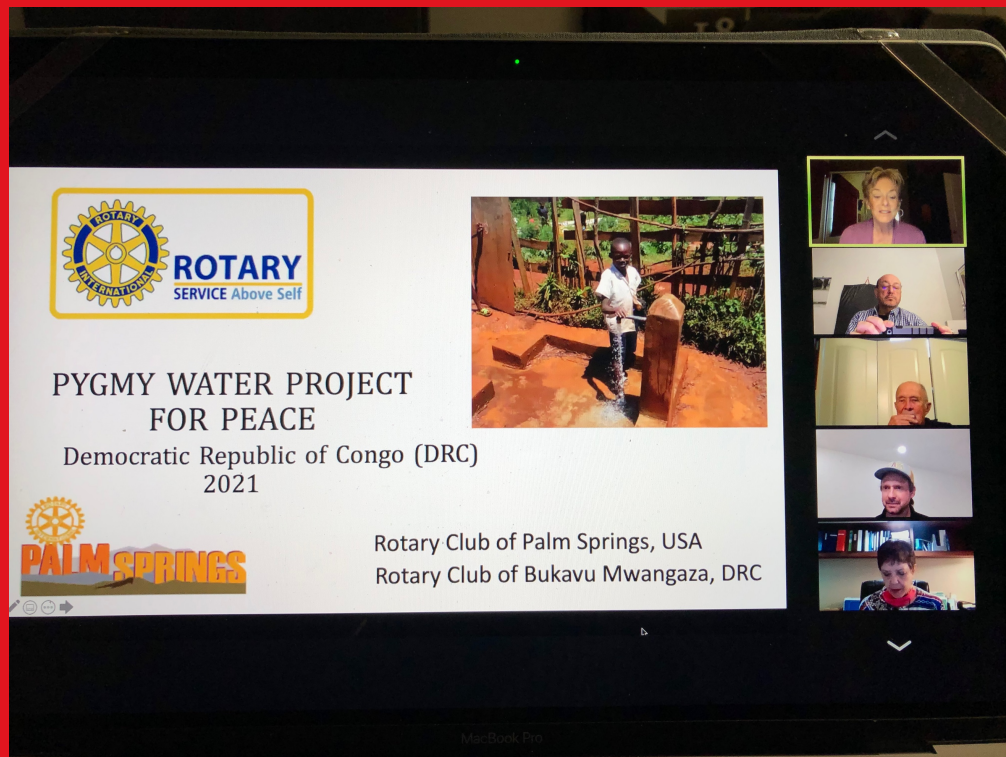 ROTARY
INTERNATIONAL
ROTARY
SERVICE Above Self
PYGMY WATER PROJECT
FOR PEACE
Democratic Republic of Congo (DRC)
2021
PALM SPRINGS
Rotary Club of Palm Springs, USA
Rotary Club of Bukavu Mwangaza, DRC
MacBook Pro